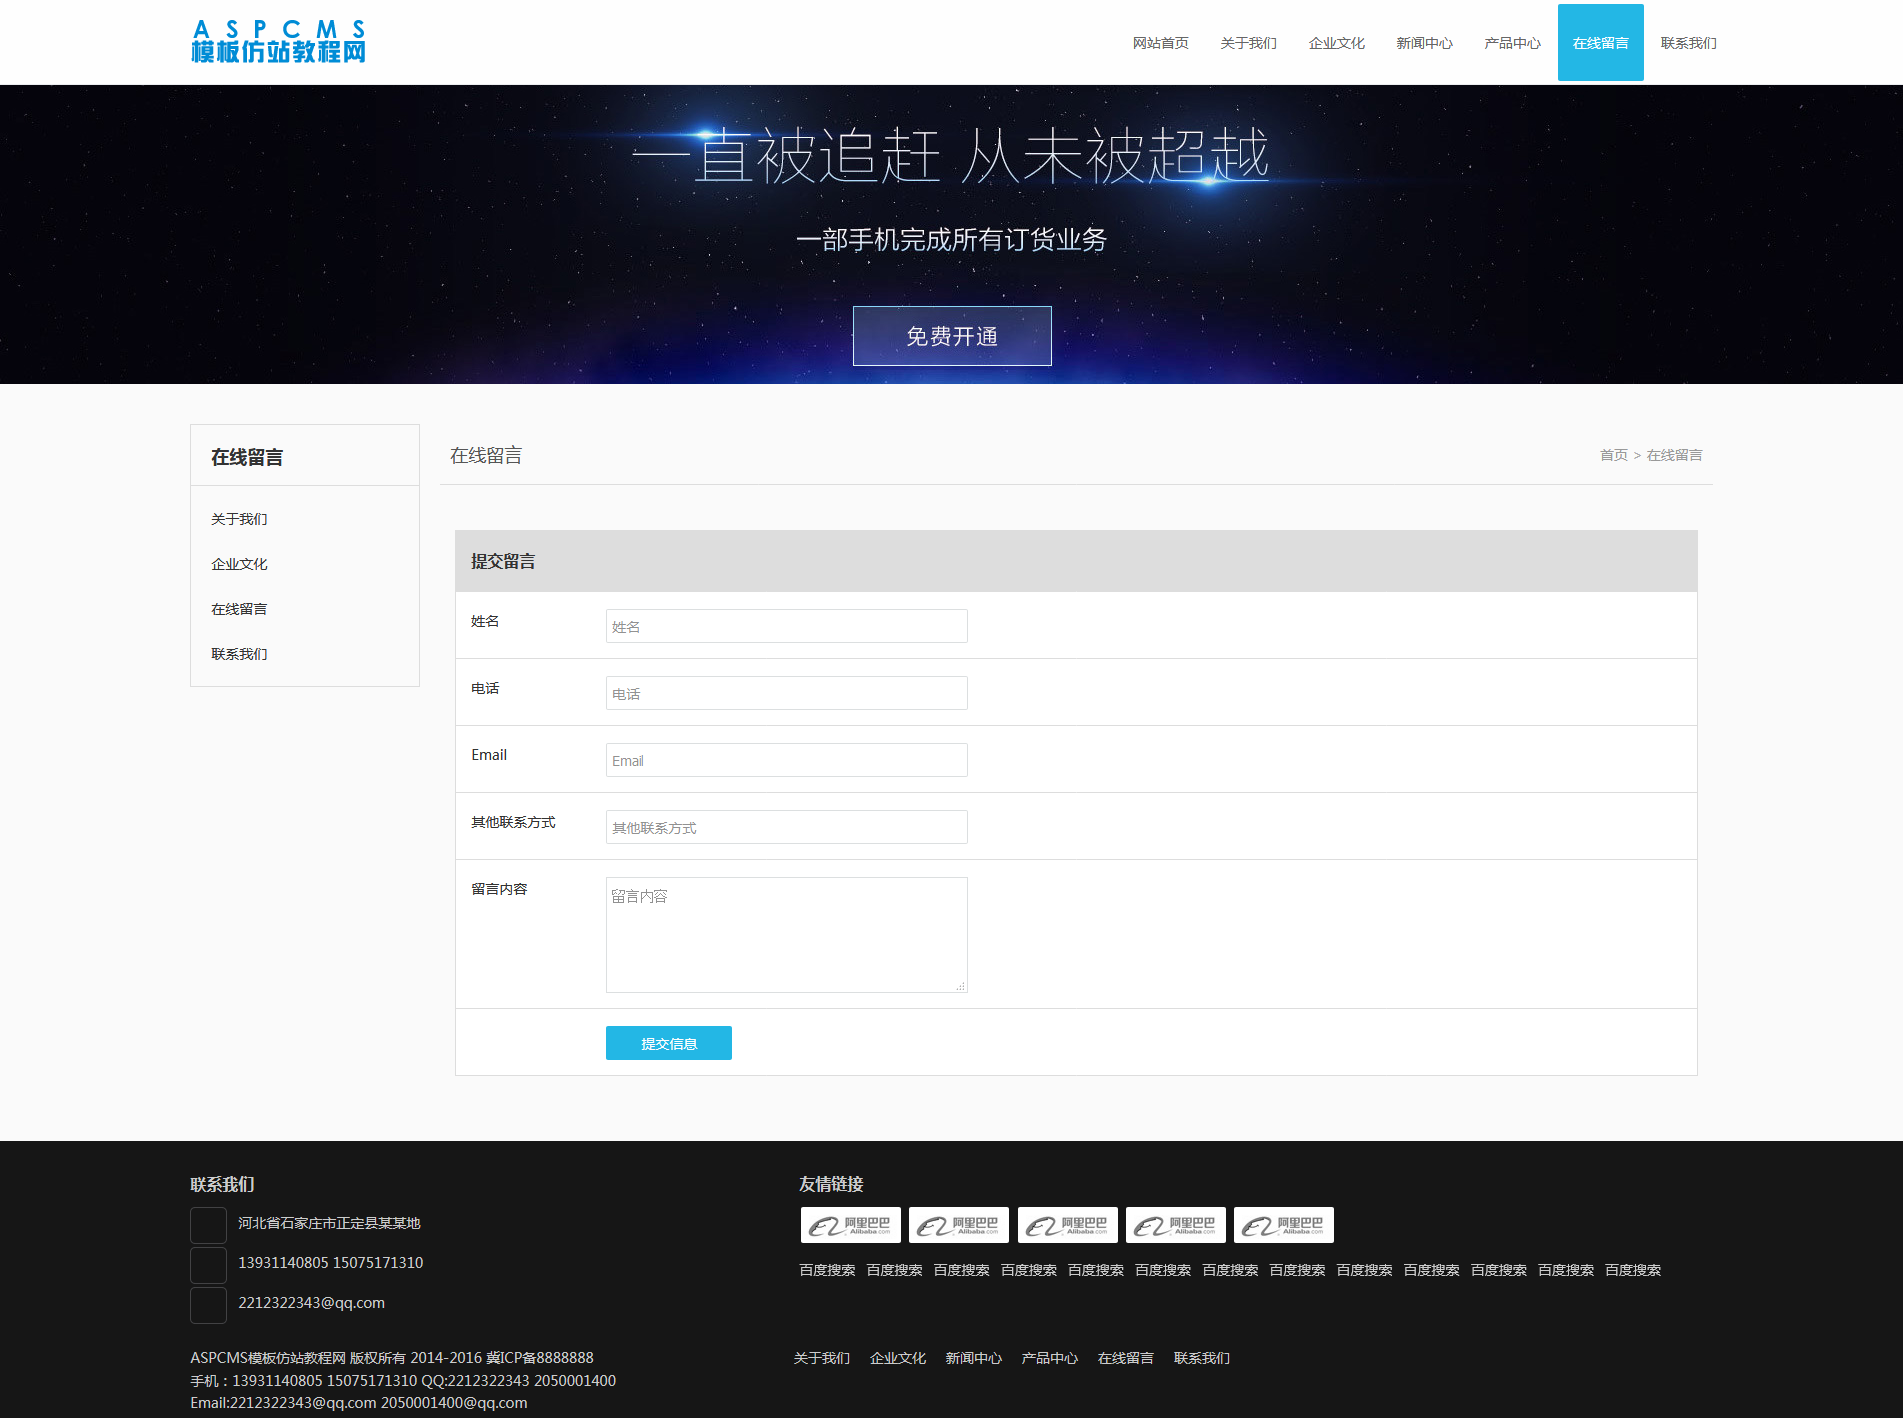 ASPCMS
模板仿站教程网
网站首页 关于我们 企业文化 新闻中心 产品中心 在线留言 联系我们
一直被追赶 从未被超越
一部手机完成所有订货业务
免费开通
在线留言
关于我们
企业文化
在线留言
联系我们
在线留言
首页 > 在线留言
提交留言
姓名 姓名
电话 电话
Email Email
其他联系方式 其他联系方式
留言内容 留言内容
提交信息
联系我们
河北省石家庄市正定县某某地
13931140805 15075171310
2212322343@qq.com
友情链接
阿里巴巴 阿里巴巴 阿里巴巴 阿里巴巴 阿里巴巴
Alibaba.com Alibaba.com Alibaba.com Alibaba.com Alibaba.com
百度搜索 百度搜索 百度搜索 百度搜索 百度搜索 百度搜索 百度搜索 百度搜索 百度搜索 百度搜索 百度搜索 百度搜索 百度搜索
ASPCMS模板仿站教程网 版权所有 2014-2016 冀ICP备8888888
手机：13931140805 15075171310 QQ:2212322343 2050001400
Email:2212322343@qq.com 2050001400@qq.com
关于我们 企业文化 新闻中心 产品中心 在线留言 联系我们